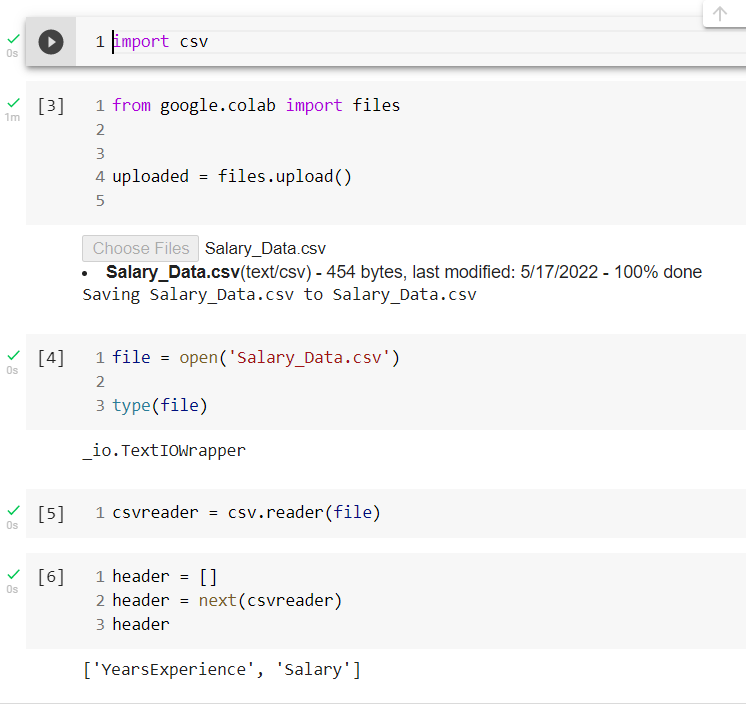 0s
1 import csv
1m
[3] 1 from google.colab import files
2
3
4 uploaded = files.upload()
5
Choose Files Salary_Data.csv
• Salary_Data.csv(text/csv) - 454 bytes, last modified: 5/17/2022 - 100% done
Saving Salary_Data.csv to Salary_Data.csv
0s
[4] 1 file = open('Salary_Data.csv')
2
3 type(file)
_io.TextIOWrapper
0s
[5] 1 csvreader = csv.reader(file)
0s
[6] 1 header = []
2 header = next(csvreader)
3 header
['YearsExperience', 'Salary']